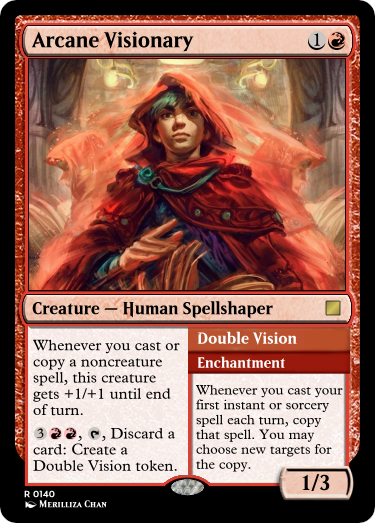 Arcane Visionary
1
Creature — Human Spellshaper
Whenever you cast or
copy a noncreature
spell, this creature
gets +1/+1 until end
of turn.
3, Discard a
card: Create a
Double Vision token.
Double Vision
Enchantment
Whenever you cast your
first instant or sorcery
spell each turn, copy
that spell. You may
choose new targets for
the copy.
1/3
R 0140
Merilliza Chan